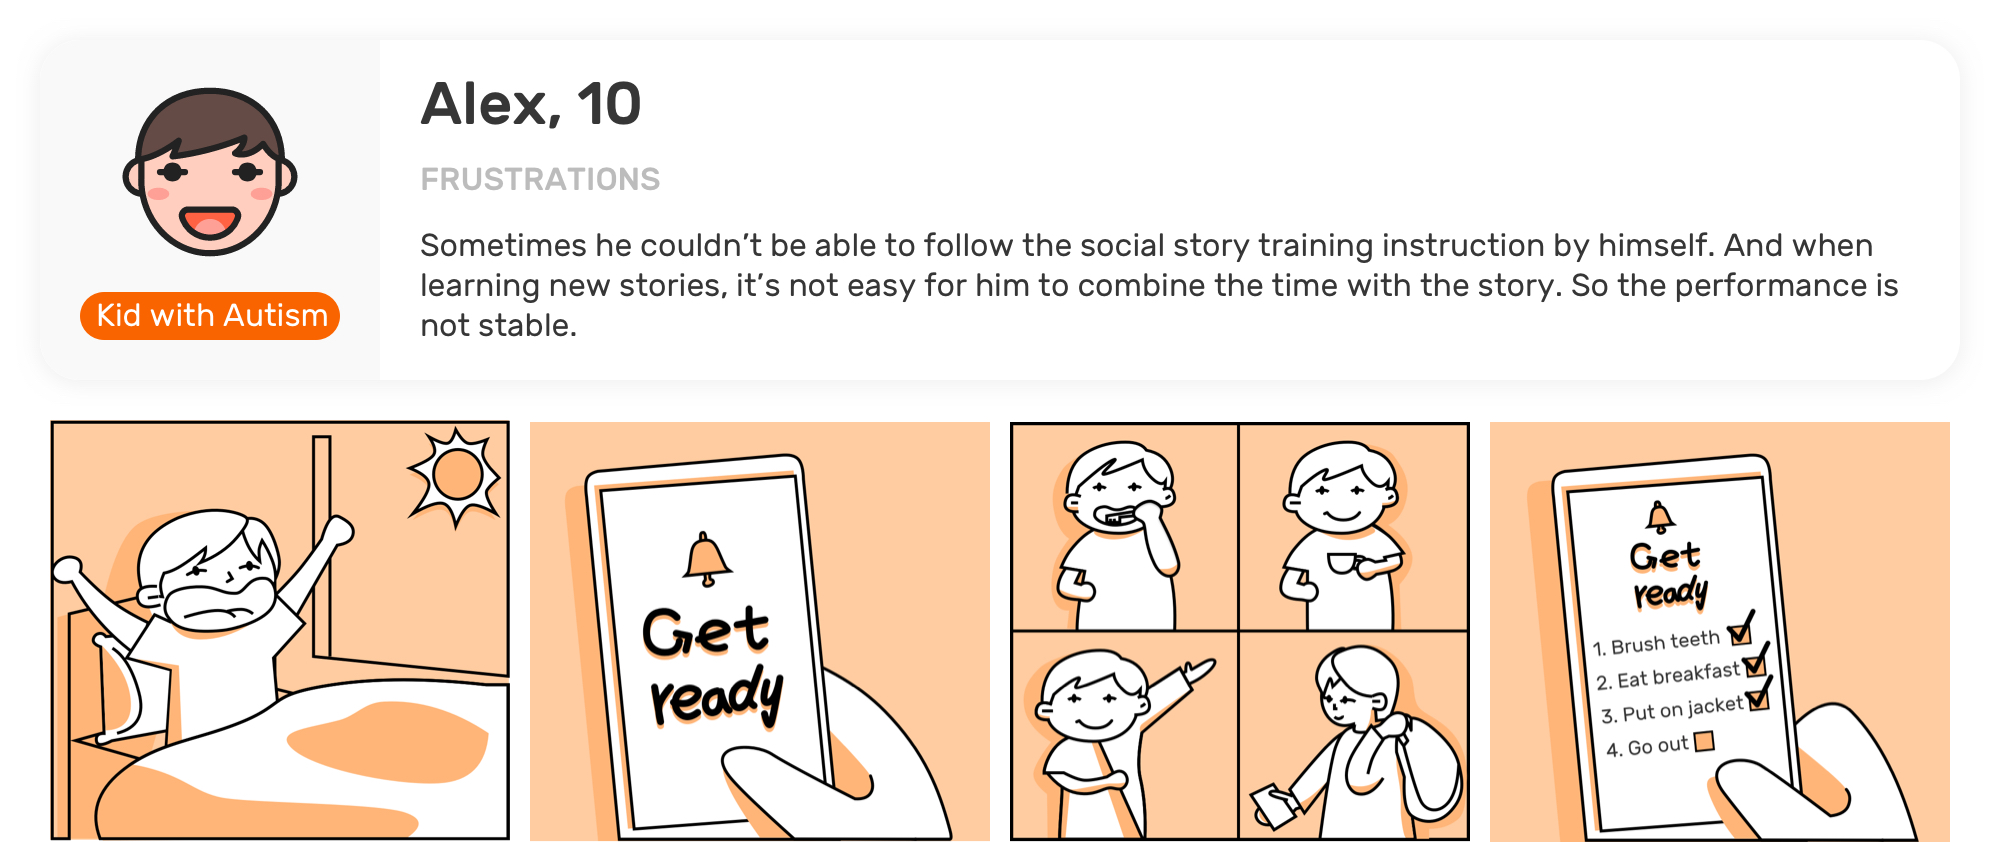 Alex, 10
FRUSTRATIONS
Sometimes he couldn’t be able to follow the social story training instruction by himself. And when
learning new stories, it’s not easy for him to combine the time with the story. So the performance is
not stable.
Kid with Autism
Get
ready
Get
ready
1. Brush teeth
2. Eat breakfast
3. Put on jacket
4. Go out